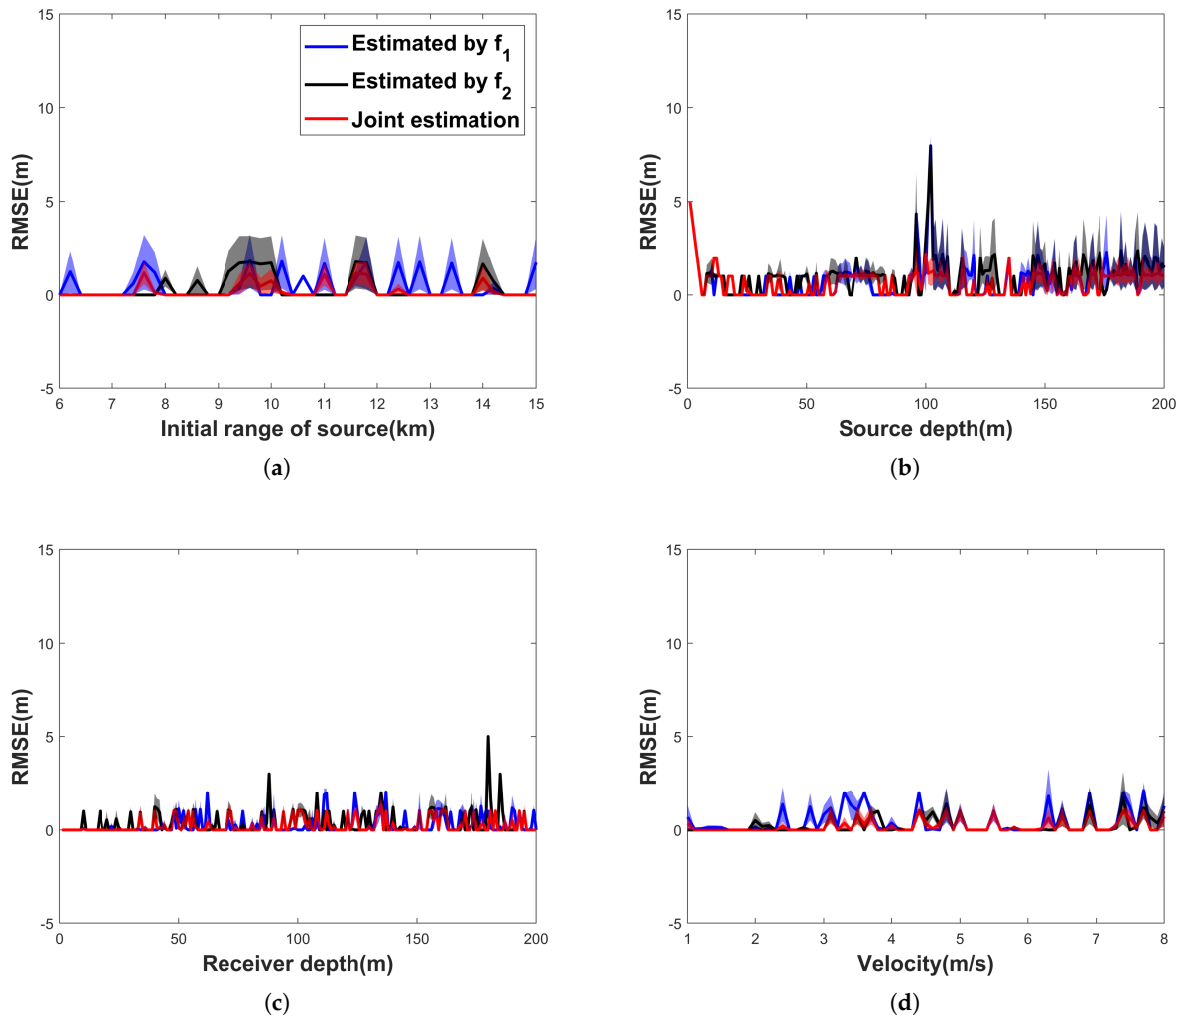 15
10
5
0
-5
RMSE(m)
Estimated by f1
Estimated by f2
Joint estimation
6 7 8 9 10 11 12 13 14 15
Initial range of source(km)
(a)
15
10
5
0
-5
RMSE(m)
0 50 100 150 200
Source depth(m)
(b)
15
10
5
0
-5
RMSE(m)
0 50 100 150 200
Receiver depth(m)
(c)
15
10
5
0
-5
RMSE(m)
1 2 3 4 5 6 7 8
Velocity(m/s)
(d)